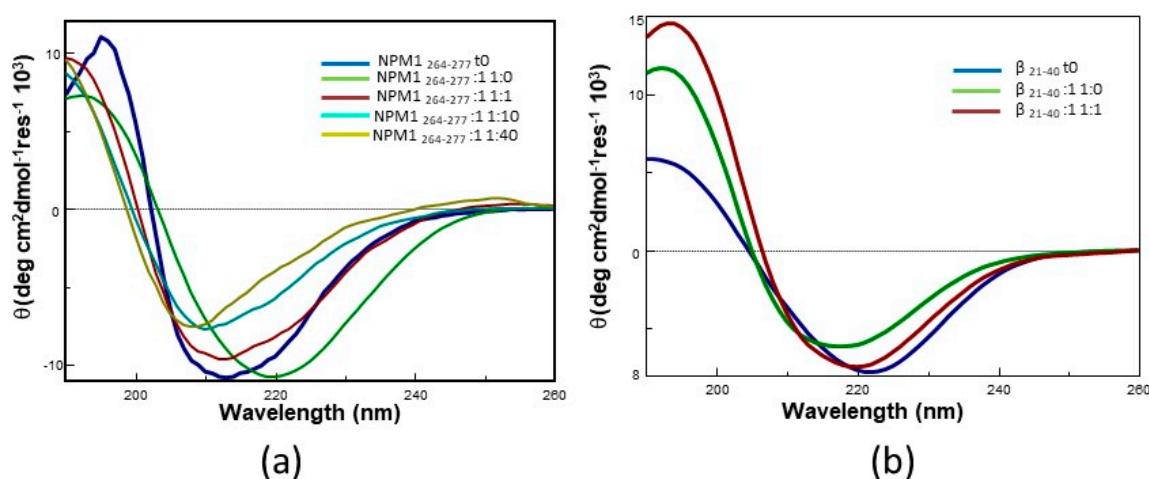 (a)
θ(deg cm²dmol⁻¹res⁻¹ 10³)
10
0
-10
NPM1 ₂₆₄₋₂₇₇ t0
NPM1 ₂₆₄₋₂₇₇ :1 1:0
NPM1 ₂₆₄₋₂₇₇ :1 1:1
NPM1 ₂₆₄₋₂₇₇ :1 1:10
NPM1 ₂₆₄₋₂₇₇ :1 1:40
200
220
240
260
Wavelength (nm)
(a)
(b)
θ(deg cm²dmol⁻¹res⁻¹ 10³)
15
10
0
8
β ₂₁₋₄₀ t0
β ₂₁₋₄₀ :1 1:0
β ₂₁₋₄₀ :1 1:1
200
220
240
260
Wavelength (nm)
(b)